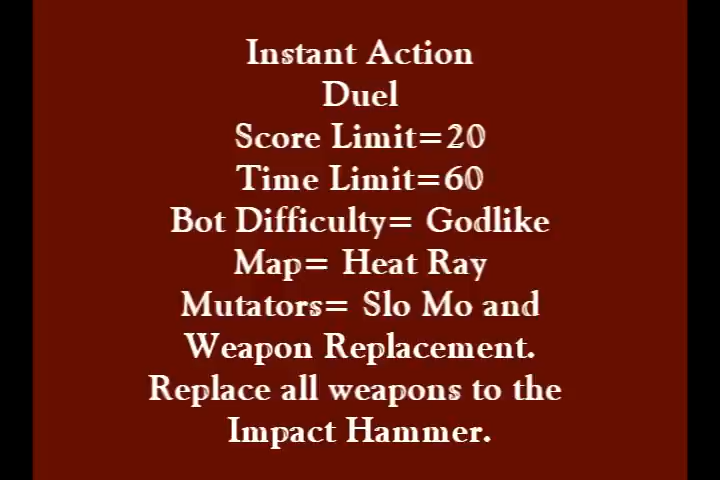 Instant Action
Duel
Score Limit=20
Time Limit=60
Bot Difficulty= Godlike
Map= Heat Ray
Mutators= Slo Mo and
Weapon Replacement.
Replace all weapons to the
Impact Hammer.